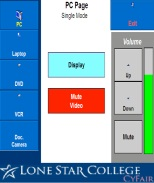 PC Page
Single Mode
PC
Exit
Laptop
DVD
VCR
Doc.
Camera
Display
Mute
Video
Volume
Up
Down
Mute
LONE STAR COLLEGE
CYFAIR